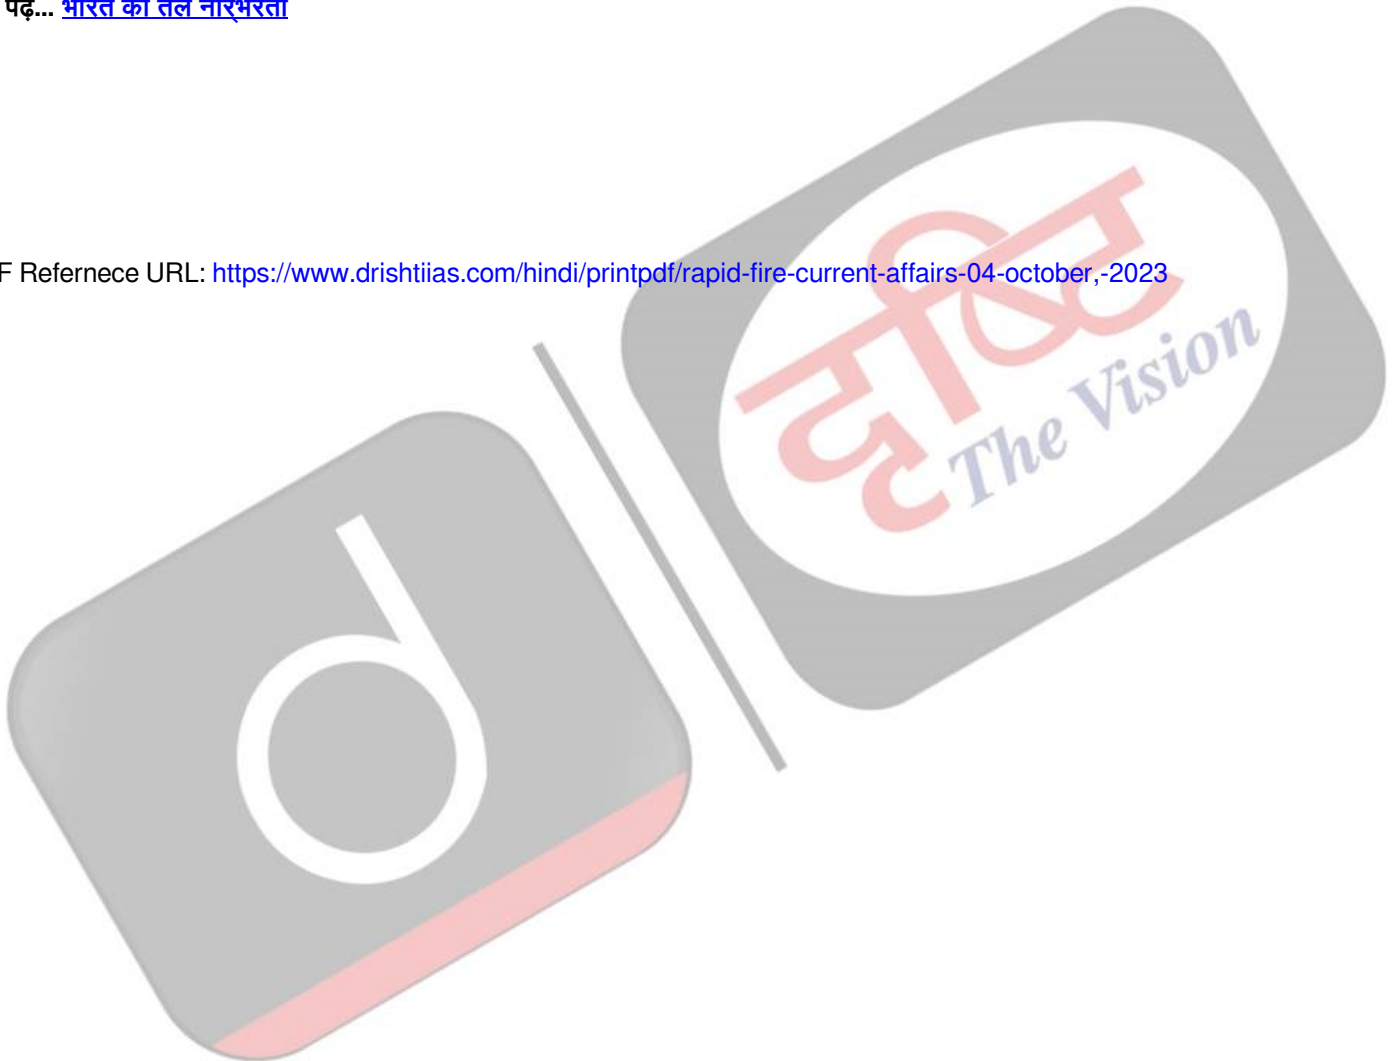 पढ़ें... भारत की तेल निर्भरता
F Refernece URL: https://www.drishtiias.com/hindi/printpdf/rapid-fire-current-affairs-04-october,-2023
दृष्टि
The Vision
d